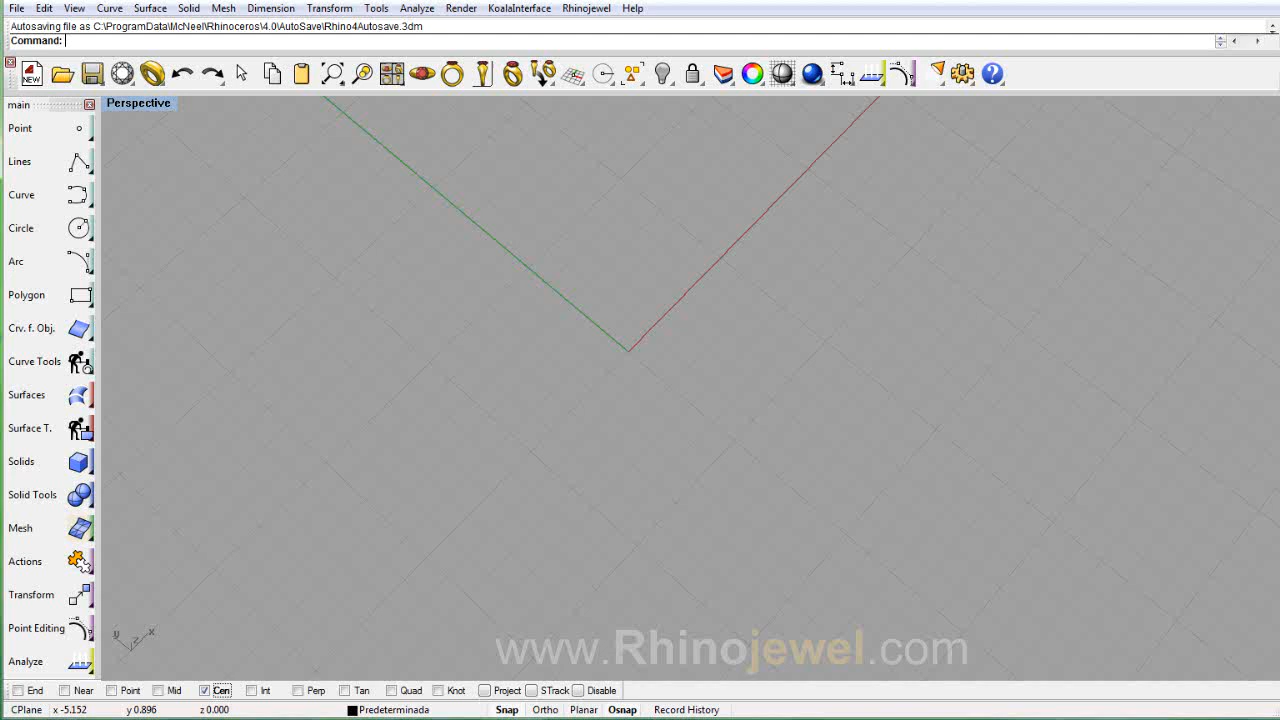 File Edit View Curve Surface Solid Mesh Dimension Transform Tools Analyze Render KoalaInterface Rhinojewel Help
Autosaving file as C:\ProgramData\McNeel\Rhinoceros\4.0\AutoSave\Rhino4Autosave.3dm
Command:
NEW
main
Perspective
Point
Lines
Curve
Circle
Arc
Polygon
Crv. f. Obj.
Curve Tools
Surfaces
Surface T.
Solids
Solid Tools
Mesh
Actions
Transform
Point Editing
Analyze
y z x
www.Rhinojewel.com
End Near Point Mid Cen Int Perp Tan Quad Knot Project STrack Disable
CPlane x -5.152 y 0.896 z 0.000 Predeterminada Snap Ortho Planar Osnap Record History